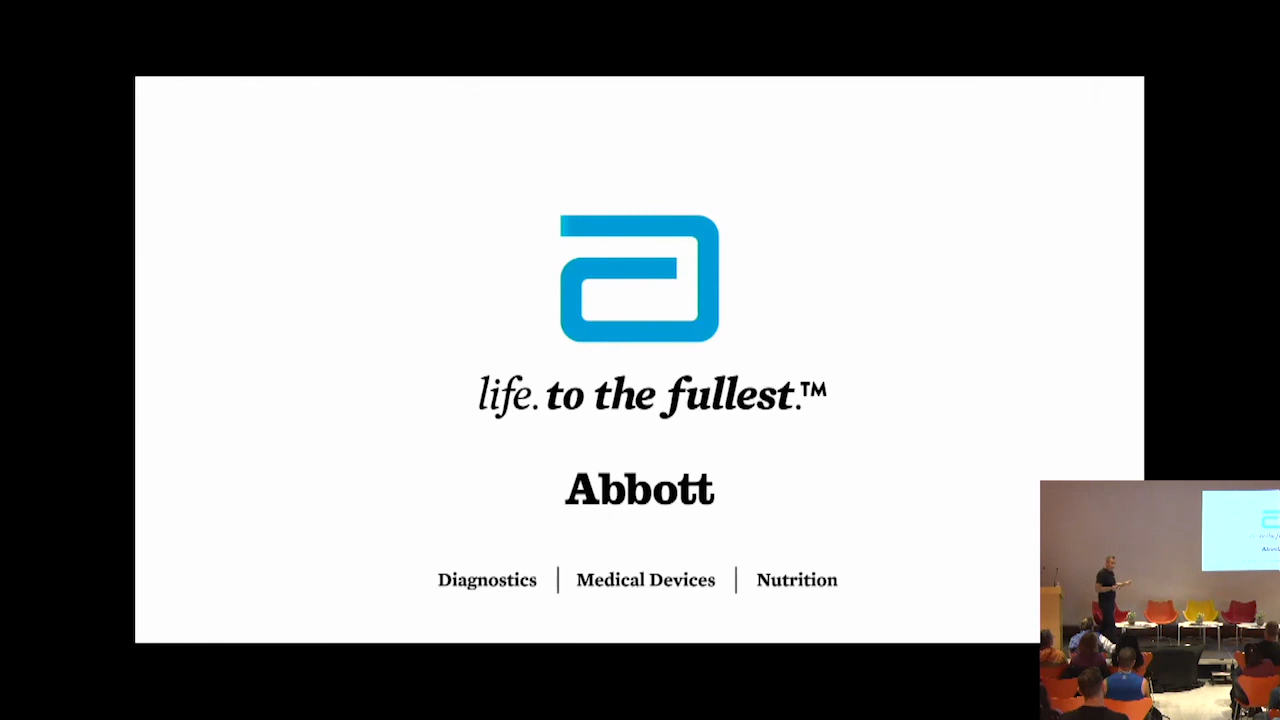 life. to the fullest.™
Abbott
Diagnostics | Medical Devices | Nutrition